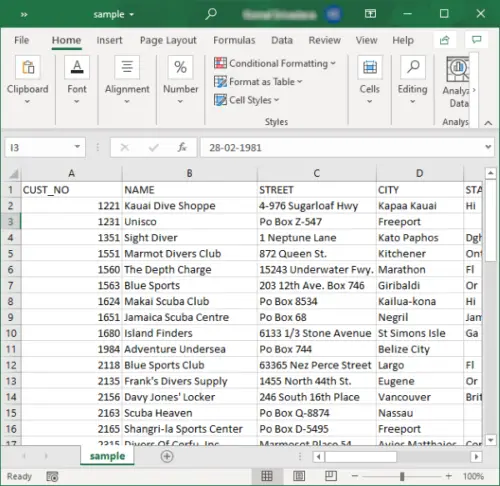 » sample
File Home Insert Page Layout Formulas Data Review View Automate Help
Clipboard Font Alignment Number
Conditional Formatting
Format as Table
Cell Styles
Styles
Cells Editing
Analyz
Data
Analys
I3 fx 28-02-1981
A B C D
1 CUST_NO NAME STREET CITY STA
2 1221 Kauai Dive Shoppe 4-976 Sugarloaf Hwy Kapaa Kauai Hi
3 1231 Unisco Po Box Z-547 Freeport
4 1351 Sight Diver 1 Neptune Lane Kato Paphos Dgh
5 1551 Marmot Divers Club 872 Queen St. Kitchener Ont
6 1560 The Depth Charge 15243 Underwater Fwy. Marathon Fl
7 1563 Blue Sports 203 12th Ave. Box 746 Giribaldi Or
8 1624 Makai Scuba Club Po Box 8534 Kailua-kona Hi
9 1651 Jamaica Scuba Centre Po Box 68 Negril Jam
10 1680 Island Finders 6133 1/3 Stone Avenue St Simons Isle Ga
11 1984 Adventure Undersea Po Box 744 Belize City
12 2118 Blue Sports Club 63365 Nez Perce Street Largo Fl
13 2135 Frank's Divers Supply 1455 North 44th St. Eugene Or
14 2156 Davy Jones' Locker 246 South 16th Place Vancouver Brit
15 2163 Scuba Heaven Po Box Q-8874 Nassau
16 2165 Shangri-la Sports Center Po Box D-5495 Freeport
17 2315 Divers Of Corfu, Inc. Marmoset Place 54 Ayios Matthaios
sample
Ready 100%